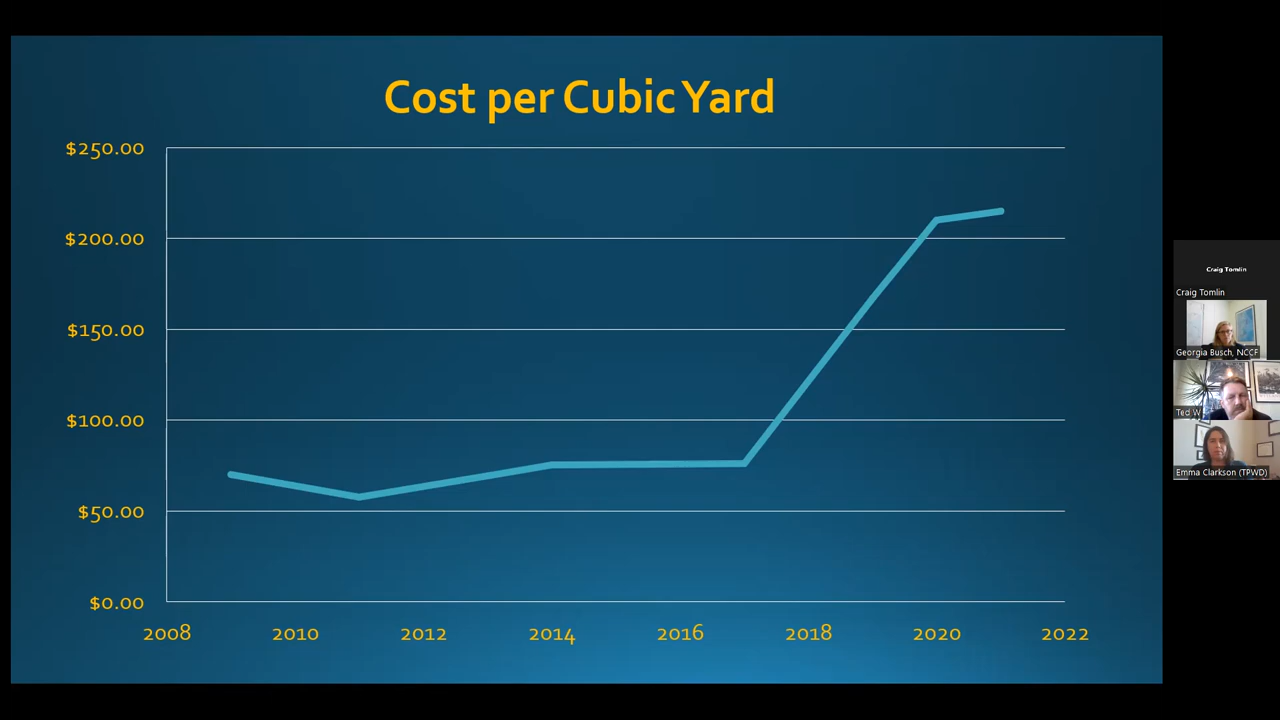 Cost per Cubic Yard
$250.00
$200.00
$150.00
$100.00
$50.00
$0.00
2008 2010 2012 2014 2016 2018 2020 2022
Craig Tomlin
Craig Tomlin
Georgia Busch, NCCF
Ted W
Emma Clarkson (TPWD)